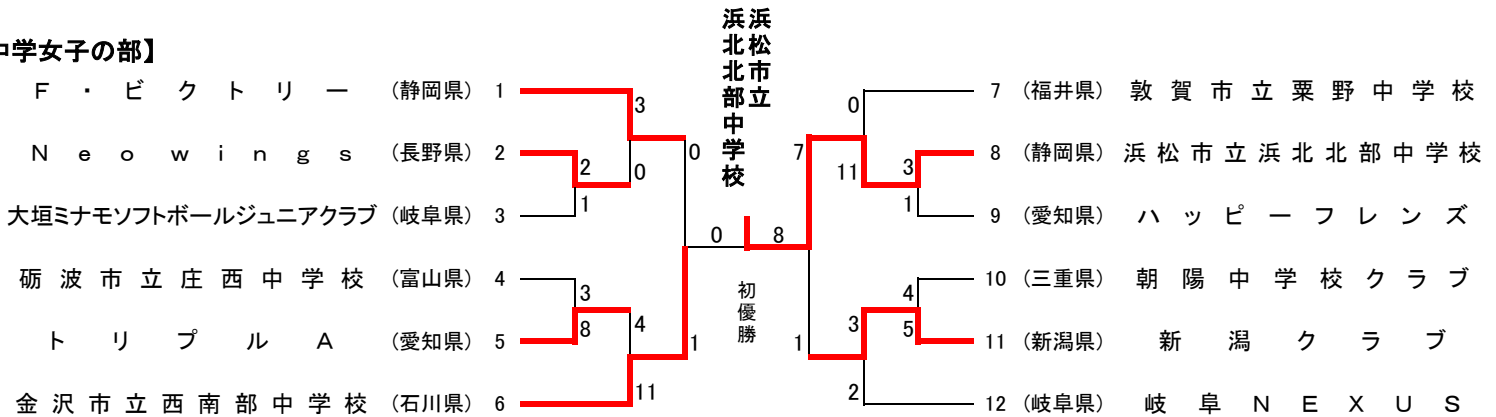 浜松市立
浜北北部中学校
中学女子の部】
F・ビクトリー (静岡県) 1
Neowings (長野県) 2
大垣ミナモソフトボールジュニアクラブ (岐阜県) 3
砺波市立庄西中学校 (富山県) 4
トリプルA (愛知県) 5
金沢市立西南部中学校 (石川県) 6
3
2
0
1
0
3
8
4
11
1
0
8
初優勝
7
1
0
11
3
1
4
5
3
2
7 (福井県) 敦賀市立粟野中学校
8 (静岡県) 浜松市立浜北北部中学校
9 (愛知県) ハッピーフレンズ
10 (三重県) 朝陽中学校クラブ
11 (新潟県) 新潟クラブ
12 (岐阜県) 岐阜NEXUS